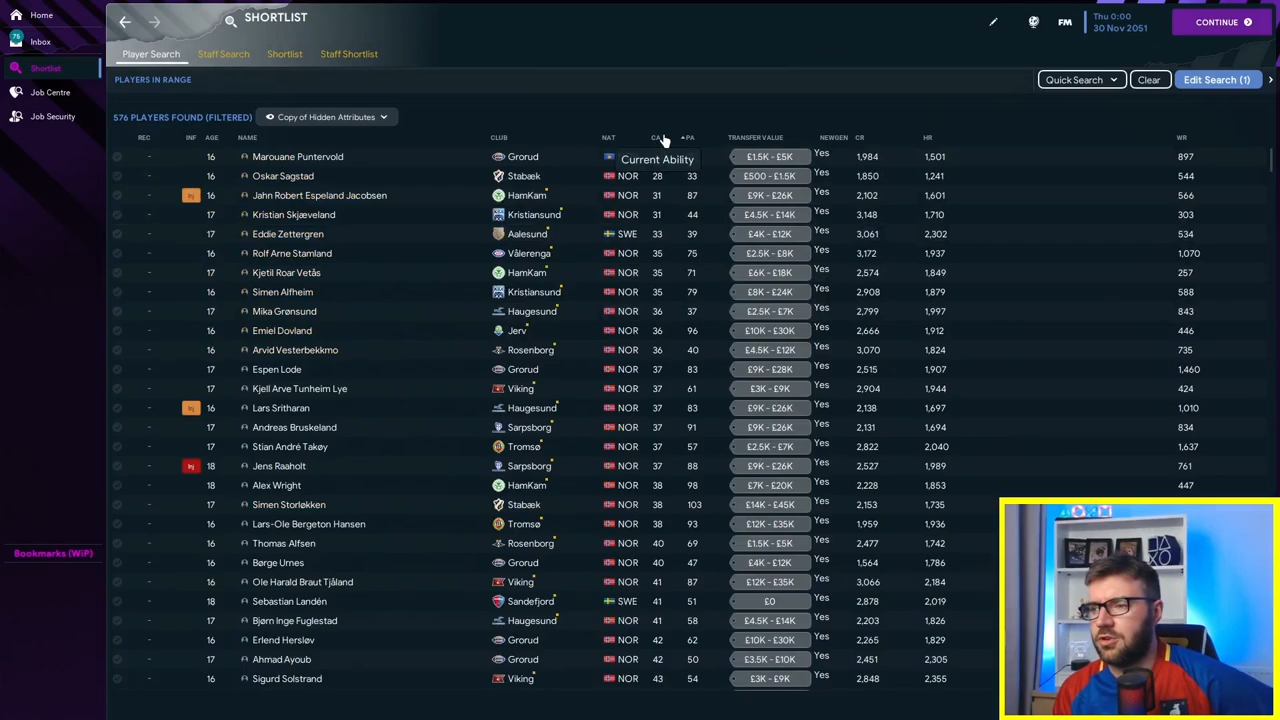 Home
SHORTLIST
FM
Thu 0:00
30 Nov 2051
CONTINUE
75
Inbox
Shortlist
Job Centre
Job Security
Player Search
Staff Search
Shortlist
Staff Shortlist
PLAYERS IN RANGE
Quick Search
Clear
Edit Search (1)
576 PLAYERS FOUND (FILTERED)
Copy of Hidden Attributes
REC INF AGE NAME CLUB NAT CA PA TRANSFER VALUE NEWGEN CR HR WR
Current Ability
- 16 Marouane Puntervold Grorud £1.5K - £5K Yes 1,984 1,501 897
- 16 Oskar Sagstad Stabæk NOR 28 33 £500 - £1.5K Yes 1,850 1,241 544
- Inj 16 Jahn Robert Espeland Jacobsen HamKam NOR 31 87 £9K - £26K Yes 2,102 1,601 566
- 17 Kristian Skjæveland Kristiansund NOR 31 44 £4.5K - £14K Yes 3,148 1,710 303
- 17 Eddie Zettergren Aalesund SWE 33 39 £4K - £12K Yes 3,061 2,302 534
- 16 Rolf Arne Stamland Vålerenga NOR 35 75 £2.5K - £8K Yes 3,172 1,937 1,070
- 17 Kjetil Roar Vetås HamKam NOR 35 71 £6K - £18K Yes 2,574 1,849 257
- 16 Simen Alfheim Kristiansund NOR 35 79 £8K - £24K Yes 2,908 1,879 588
- 17 Mika Grønsund Haugesund NOR 36 37 £2.5K - £7K Yes 2,799 1,997 843
- 16 Emiel Dovland Jerv NOR 36 96 £10K - £30K Yes 2,666 1,912 446
- 16 Arvid Vesterbekkmo Rosenborg NOR 36 40 £4.5K - £12K Yes 3,070 1,824 735
- 17 Espen Lode Grorud NOR 37 83 £9K - £28K Yes 2,515 1,907 1,460
- 17 Kjell Arve Tunheim Lye Viking NOR 37 61 £3K - £9K Yes 2,904 1,944 424
- Inj 16 Lars Sritharan Haugesund NOR 37 83 £9K - £26K Yes 2,138 1,697 1,010
- 17 Andreas Bruskeland Sarpsborg NOR 37 91 £9K - £26K Yes 2,131 1,694 834
- 17 Stian André Takøy Tromsø NOR 37 57 £2.5K - £7K Yes 2,822 2,040 1,637
- Inj 18 Jens Raaholt Sarpsborg NOR 37 88 £9K - £26K Yes 2,527 1,989 761
- 18 Alex Wright HamKam NOR 38 98 £7K - £20K Yes 2,228 1,853 447
- 17 Simen Storløkken Stabæk NOR 38 103 £14K - £45K Yes 2,153 1,735
- 16 Lars-Ole Bergeton Hansen Tromsø NOR 38 93 £12K - £35K Yes 1,959 1,936
- 16 Thomas Alfsen Rosenborg NOR 40 69 £1.5K - £5K Yes 2,477 1,742
- 16 Børge Urnes Grorud NOR 40 47 £4K - £12K Yes 1,564 1,786
- 16 Ole Harald Braut Tjåland Viking NOR 41 87 £12K - £35K Yes 3,066 2,184
- 18 Sebastian Landén Sandefjord SWE 41 51 £0 Yes 2,878 2,019
- 17 Bjørn Inge Fuglestad Haugesund NOR 41 58 £4.5K - £14K Yes 2,203 1,826
- 16 Erlend Hersløv Grorud NOR 42 62 £10K - £30K Yes 2,265 1,829
- 17 Ahmad Ayoub Grorud NOR 42 50 £3.5K - £10K Yes 2,451 2,305
- 16 Sigurd Solstrand Viking NOR 43 54 £3K - £9K Yes 2,848 2,355
Bookmarks (WiP)